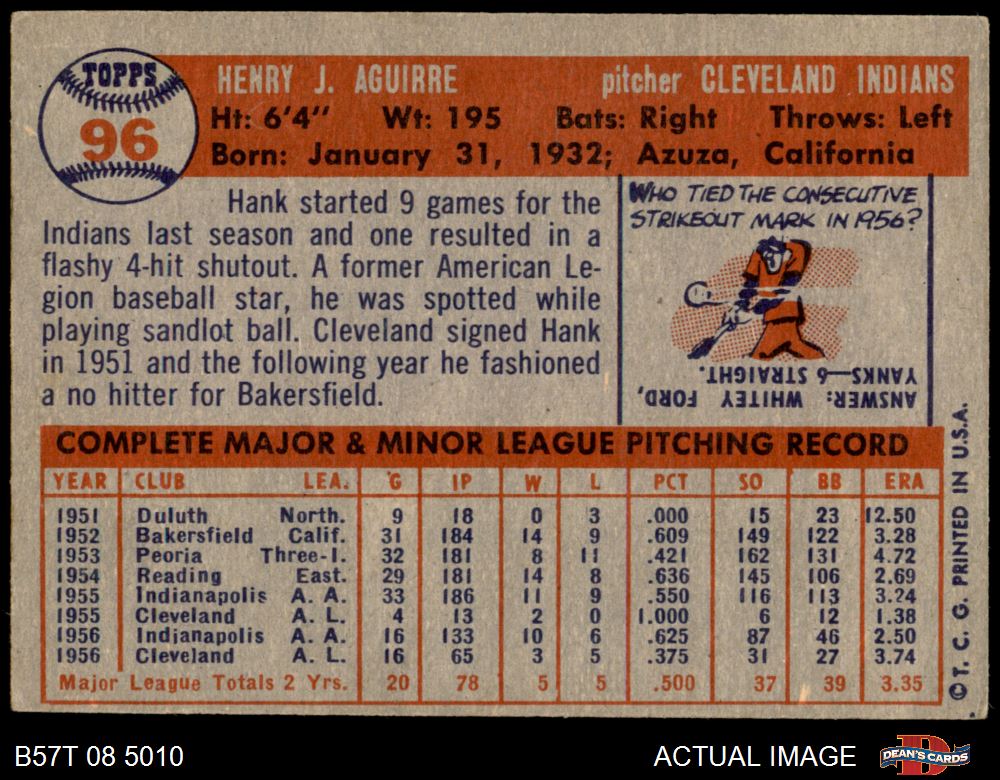 TOPPS
96
HENRY J. AGUIRRE pitcher CLEVELAND INDIANS
Ht: 6'4" Wt: 195 Bats: Right Throws: Left
Born: January 31, 1932; Azuza, California
Hank started 9 games for the
Indians last season and one resulted in a
flashy 4-hit shutout. A former American Le-
gion baseball star, he was spotted while
playing sandlot ball. Cleveland signed Hank
in 1951 and the following year he fashioned
a no hitter for Bakersfield.
WHO TIED THE CONSECUTIVE
STRIKEOUT MARK IN 1956?
ANSWER: WHITEY FORD,
YANKS—6 STRAIGHT.
COMPLETE MAJOR & MINOR LEAGUE PITCHING RECORD
YEAR CLUB LEA. G IP W L PCT SO BB ERA
1951 Duluth North. 9 18 0 3 .000 15 23 12.50
1952 Bakersfield Calif. 31 184 14 9 .609 149 122 3.28
1953 Peoria Three-I. 32 181 8 11 .421 162 131 4.72
1954 Reading East. 29 181 14 8 .636 145 106 2.69
1955 Indianapolis A. A. 33 186 11 9 .550 116 113 3.24
1955 Cleveland A. L. 4 13 2 0 1.000 6 12 1.38
1956 Indianapolis A. A. 16 133 10 6 .625 87 46 2.50
1956 Cleveland A. L. 16 65 3 5 .375 31 27 3.74
Major League Totals 2 Yrs. 20 78 5 5 .500 37 39 3.35
©T. C. G. PRINTED IN U.S.A.
B57T 08 5010
ACTUAL IMAGE
DEAN'S CARDS